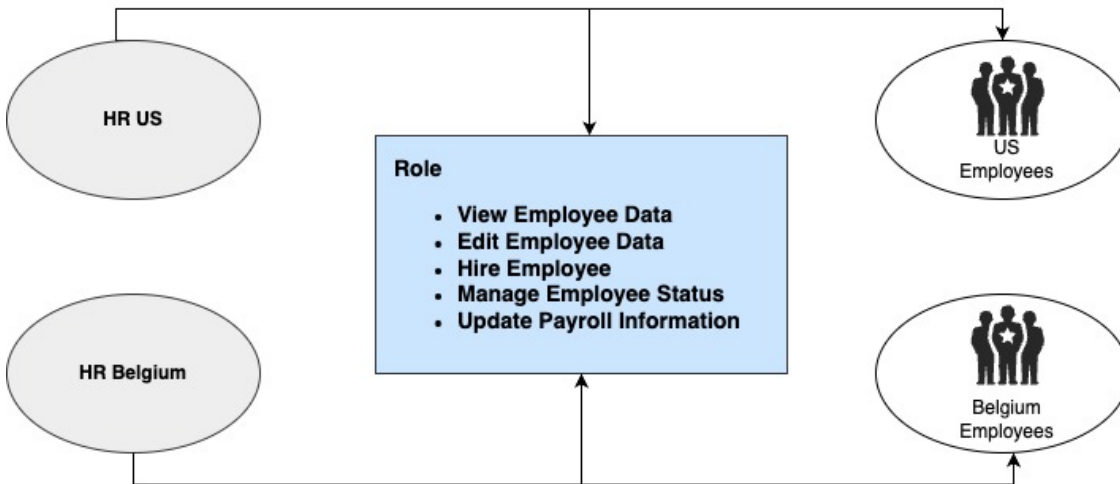 HR US
US
Employees
Role
• View Employee Data
• Edit Employee Data
• Hire Employee
• Manage Employee Status
• Update Payroll Information
HR Belgium
Belgium
Employees